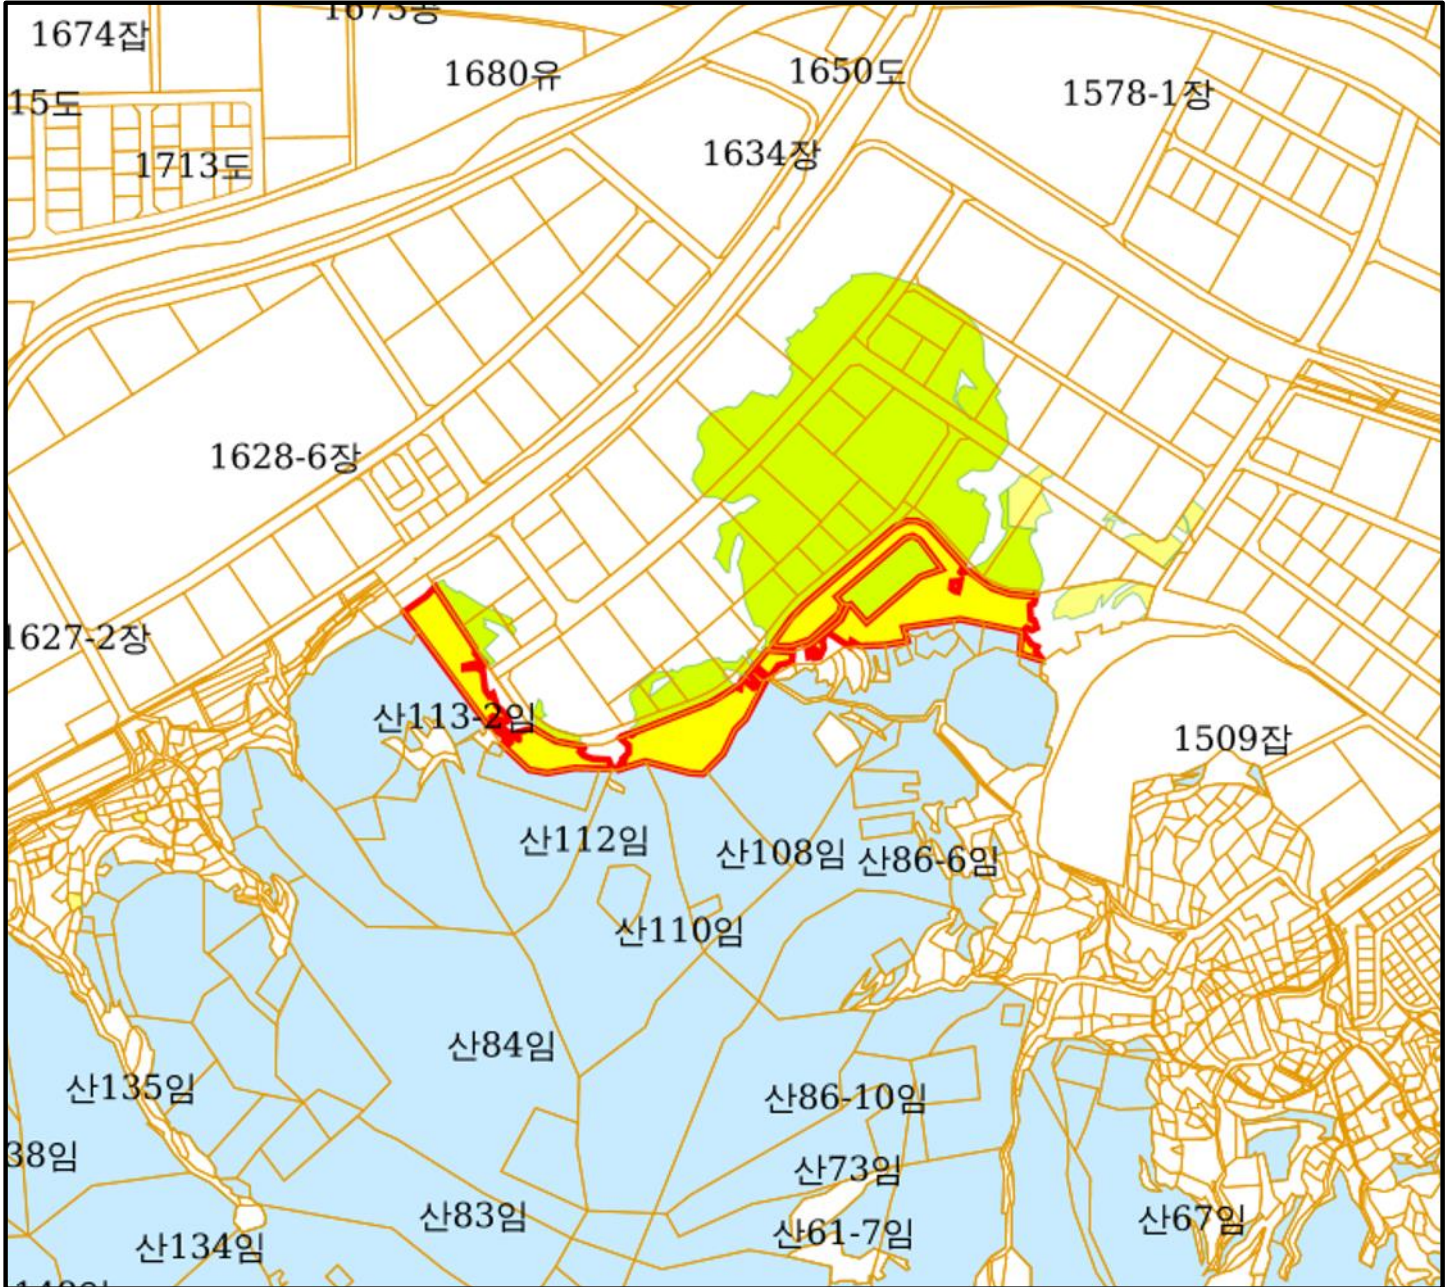 1674잡
1680유
1650도
1578-1장
15도
1634장
1713도
1628-6장
1627-2장
산113-2임
1509잡
산112임
산108임
산86-6임
산110임
산84임
산135임
산86-10임
38임
산73임
산83임
산61-7임
산67임
산134임